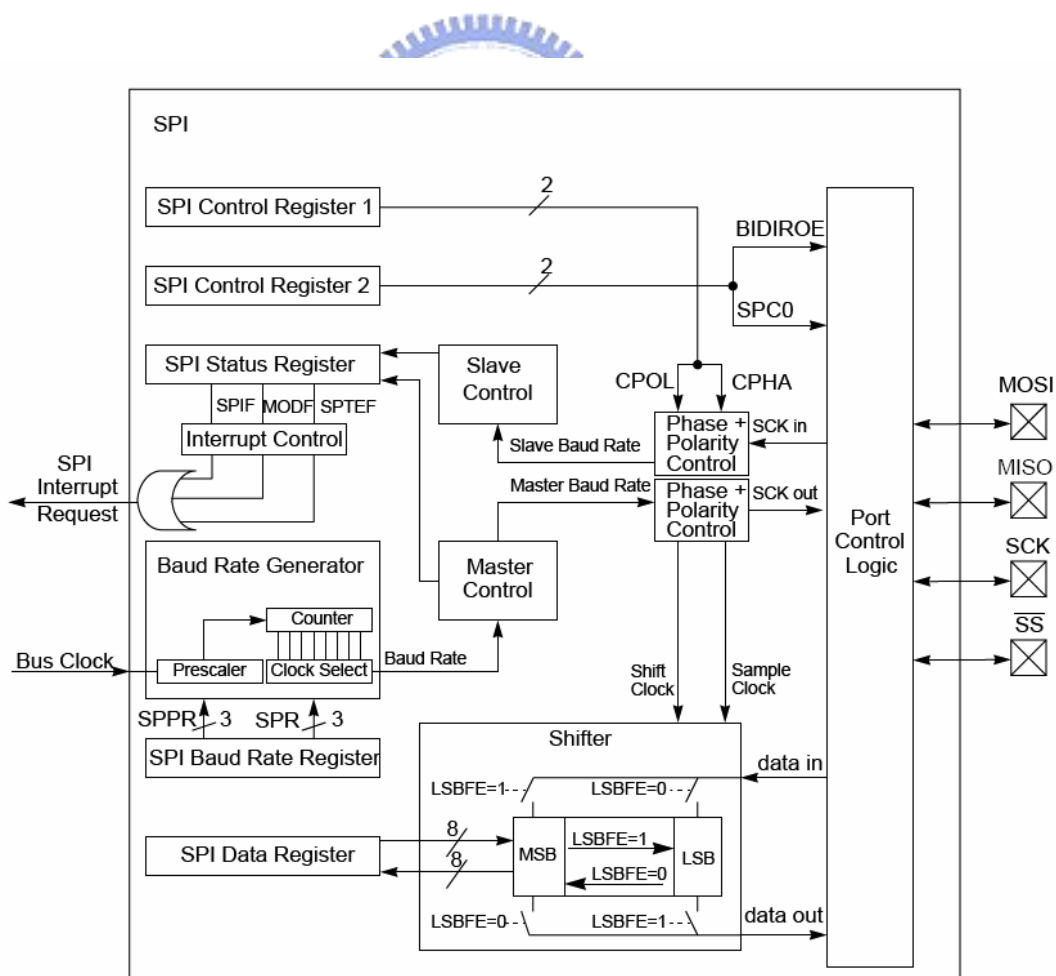 SPI
SPI Control Register 1
2
BIDIROE
SPI Control Register 2
2
SPC0
SPI Status Register
Slave
Control
CPOL
CPHA
MOSI
SPIF
MODF
SPTEF
Phase +
Polarity
Control
SCK in
Interrupt Control
Slave Baud Rate
SPI
Interrupt
Request
Master Baud Rate
Phase +
Polarity
Control
SCK out
MISO
Port
Control
Logic
Baud Rate Generator
Master
Control
SCK
Counter
Bus Clock
Prescaler
Clock Select
Baud Rate
SS
Shift
Clock
Sample
Clock
SPPR
3
SPR
3
SPI Baud Rate Register
Shifter
data in
LSBFE=1
LSBFE=0
SPI Data Register
8
8
MSB
LSBFE=1
LSBFE=0
LSB
LSBFE=0
LSBFE=1
data out